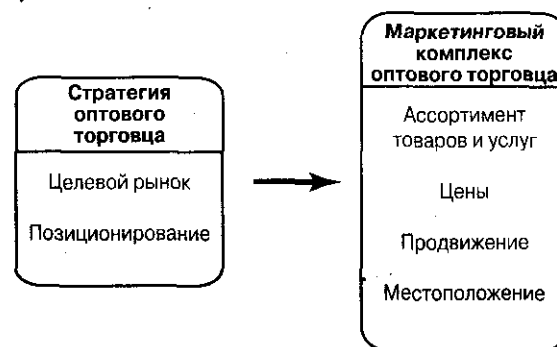 Стратегия
оптового
торговца
Целевой рынок
Позиционирование
Маркетинговый
комплекс
оптового торговца
Ассортимент
товаров и услуг
Цены
Продвижение
Местоположение